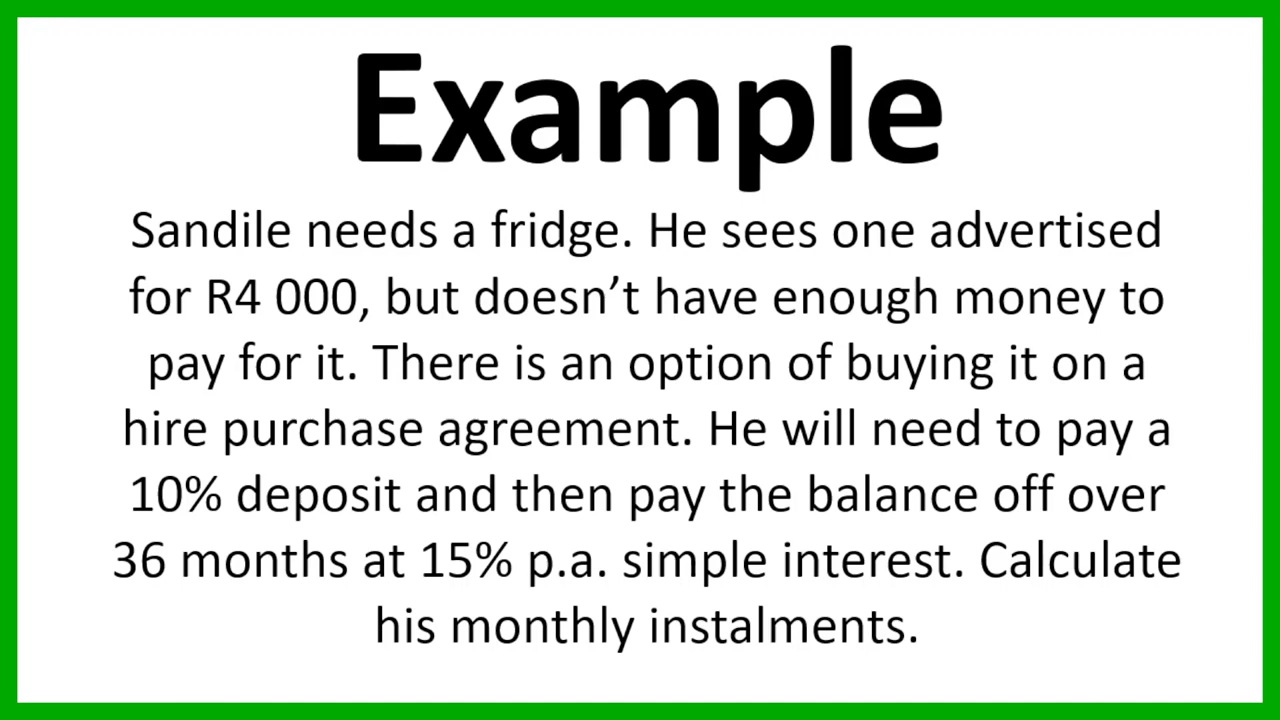 Example
Sandile needs a fridge. He sees one advertised
for R4 000, but doesn’t have enough money to
pay for it. There is an option of buying it on a
hire purchase agreement. He will need to pay a
10% deposit and then pay the balance off over
36 months at 15% p.a. simple interest. Calculate
his monthly instalments.